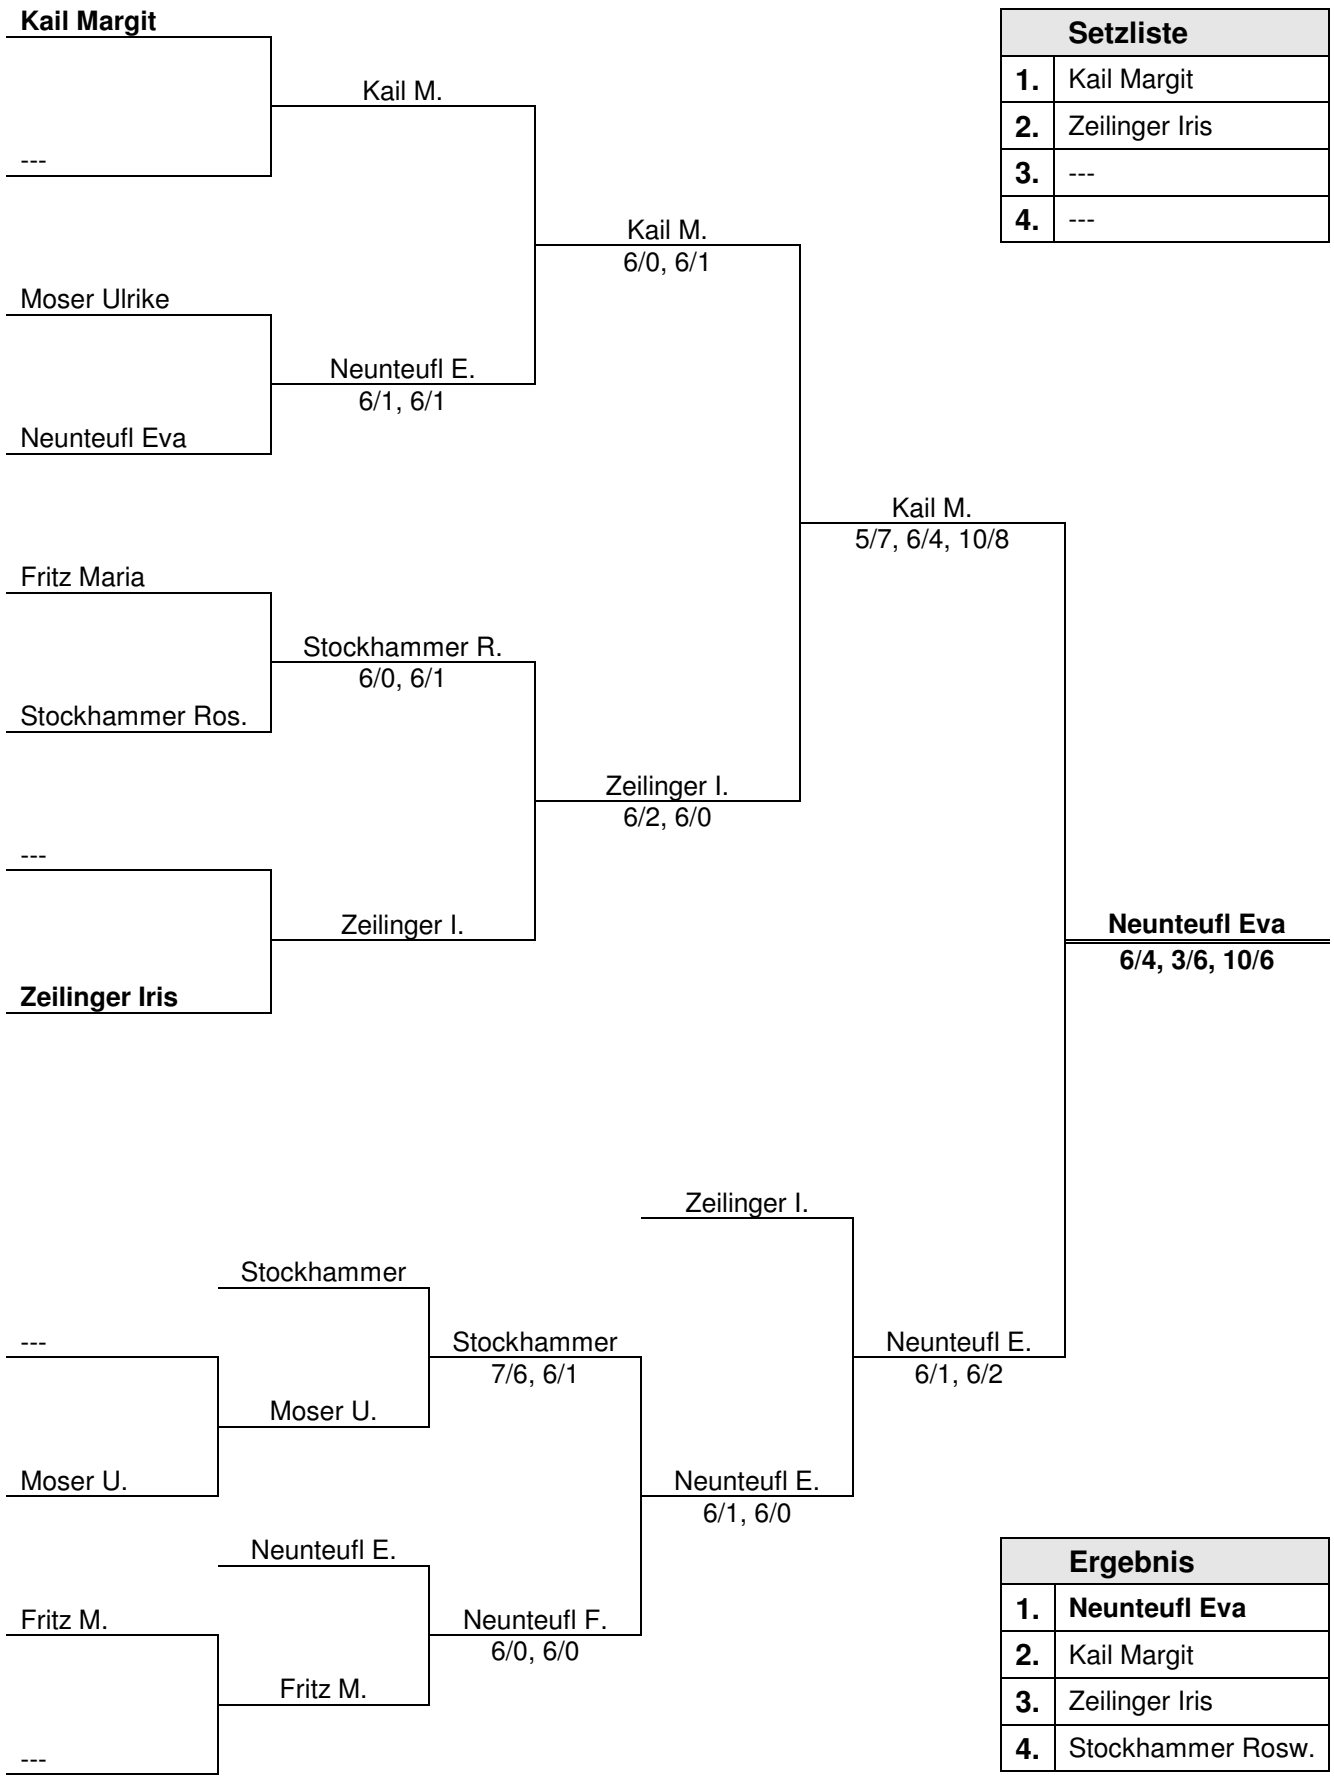 Kail Margit
Setzliste
1. Kail Margit
2. Zeilinger Iris
3. ---
4. ---
Kail M.
---
Kail M.
6/0, 6/1
Moser Ulrike
Neunteufl E.
6/1, 6/1
Neunteufl Eva
Kail M.
5/7, 6/4, 10/8
Fritz Maria
Stockhammer R.
6/0, 6/1
Stockhammer Ros.
Zeilinger I.
6/2, 6/0
---
Zeilinger I.
Neunteufl Eva
6/4, 3/6, 10/6
Zeilinger Iris
Zeilinger I.
Stockhammer
---
Stockhammer
7/6, 6/1
Neunteufl E.
6/1, 6/2
Moser U.
Moser U.
Neunteufl E.
6/1, 6/0
Neunteufl E.
Fritz M.
Neunteufl F.
6/0, 6/0
Fritz M.
---
Ergebnis
1. Neunteufl Eva
2. Kail Margit
3. Zeilinger Iris
4. Stockhammer Rosw.